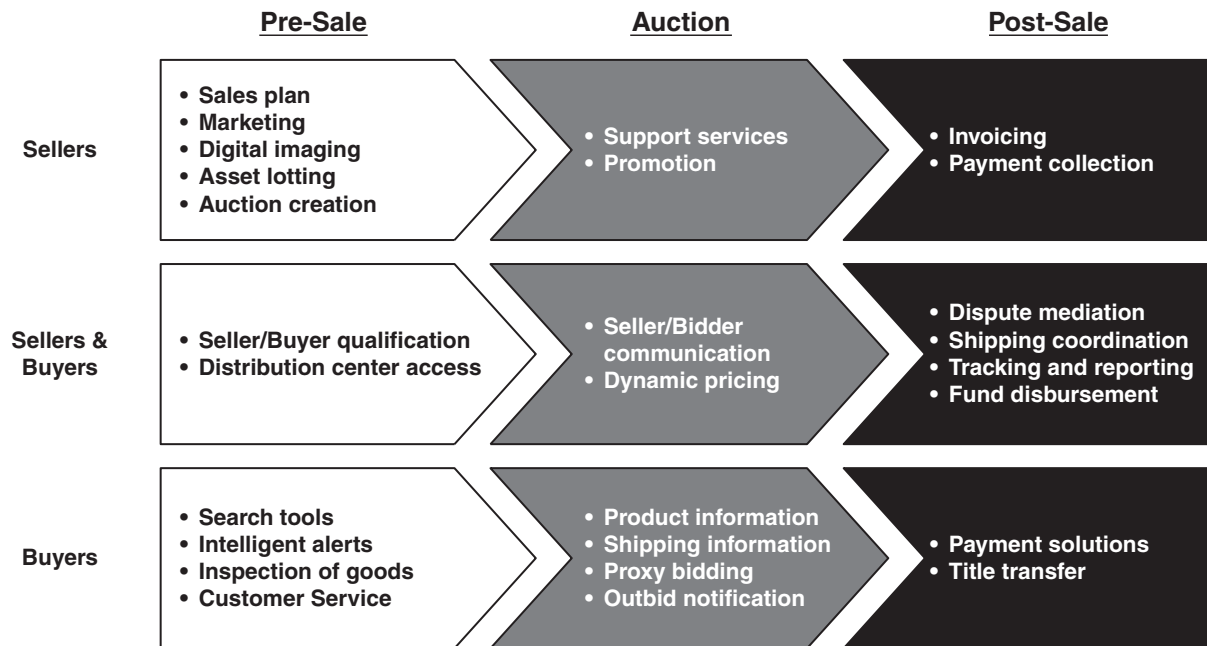 Pre-Sale
Auction
Post-Sale
Sellers
• Sales plan
• Marketing
• Digital imaging
• Asset lotting
• Auction creation
• Support services
• Promotion
• Invoicing
• Payment collection
Sellers &
Buyers
• Seller/Buyer qualification
• Distribution center access
• Seller/Bidder
communication
• Dynamic pricing
• Dispute mediation
• Shipping coordination
• Tracking and reporting
• Fund disbursement
Buyers
• Search tools
• Intelligent alerts
• Inspection of goods
• Customer Service
• Product information
• Shipping information
• Proxy bidding
• Outbid notification
• Payment solutions
• Title transfer